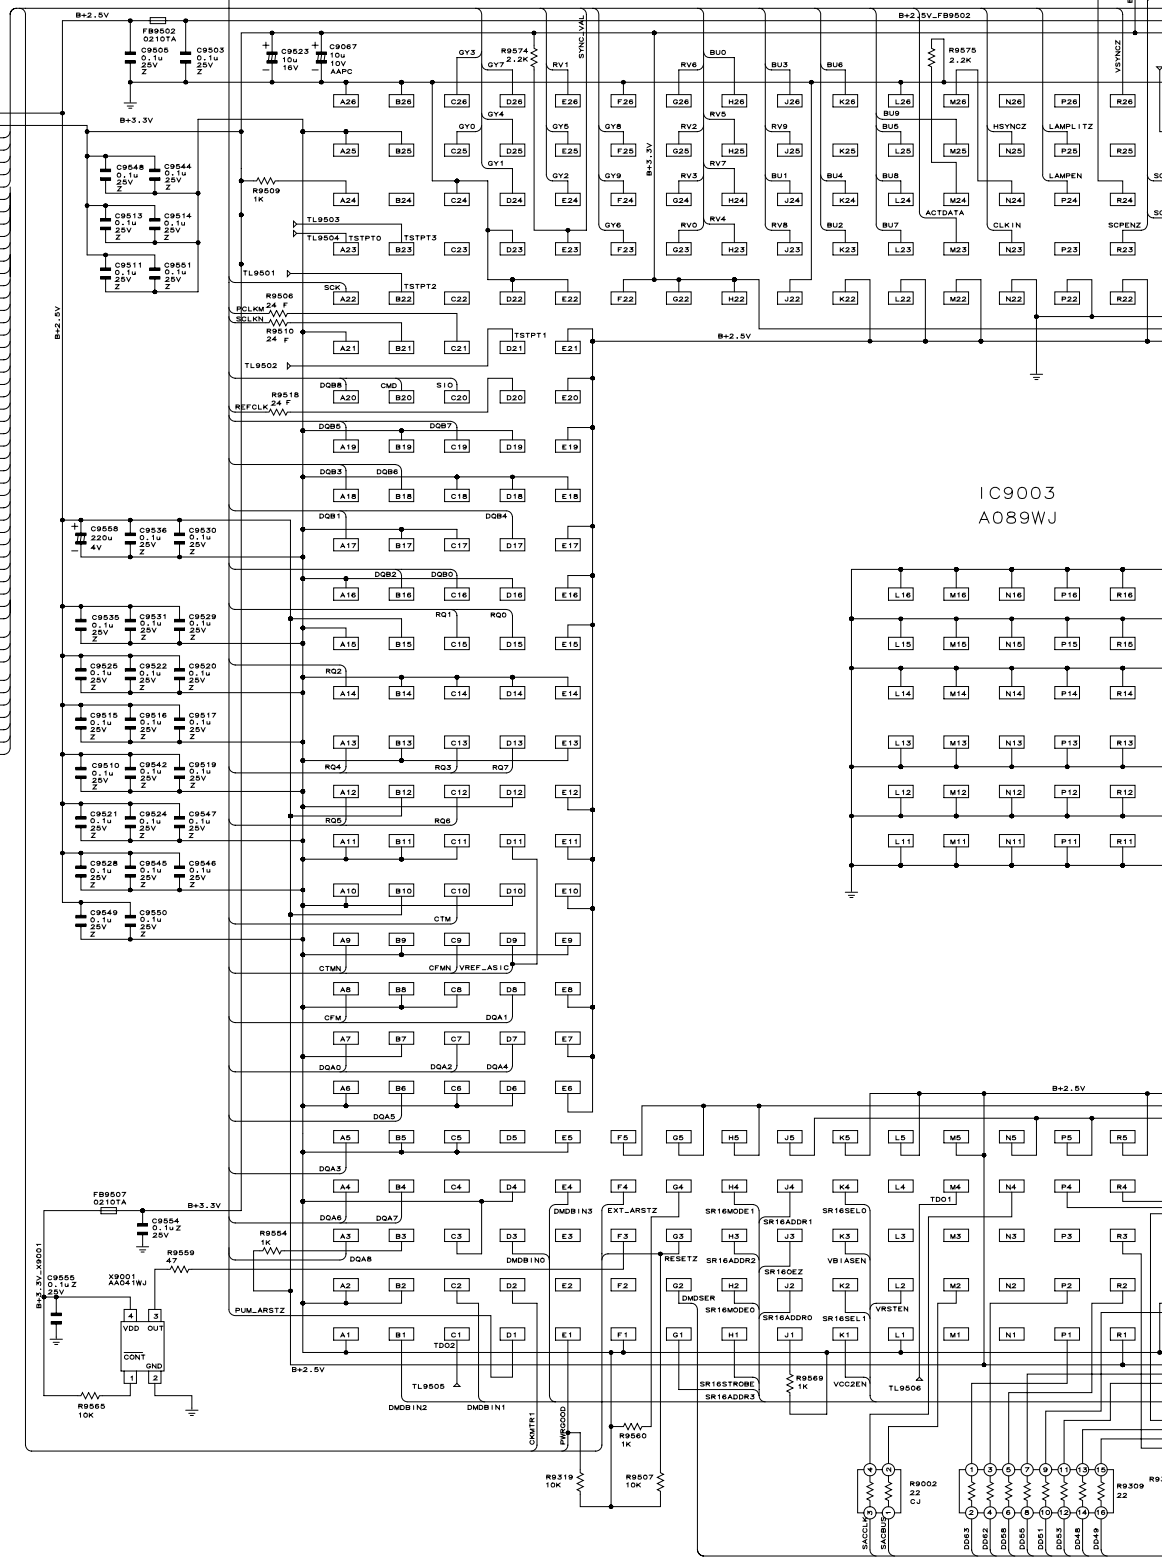 B+2.5V
FB9502
0210TA
C9505
0.1u
25V
Z
C9503
0.1u
25V
Z
C9523
10u
16V
C9067
10u
10V
AAPC
GY3
GY7
R9574
2.2K
RV1
SYNC_VAL
RV6
BU0
BU3
BU6
B+2.5V_FB9502
R9575
2.2K
VSYNCZ
A26 B26 C26 D26 E26 F26 G26 H26 J26 K26 L26 M26 N26 P26 R26
B+3.3V
GY0
GY4
GY5
GY8
RV2
RV5
RV9
BU1
BU4
BU9
BU5
HSYNCZ
LAMPLITZ
A25 B25 C25 D25 E25 F25 G25 H25 J25 K25 L25 M25 N25 P25 R25
C9548
0.1u
25V
Z
C9544
0.1u
25V
Z
R9509
1K
GY1
GY2
GY9
B+3.3V
RV3
RV7
BU8
LAMPEN
A24 B24 C24 D24 E24 F24 G24 H24 J24 K24 L24 M24 N24 P24 R24
C9513
0.1u
25V
Z
C9514
0.1u
25V
Z
TL9503
TL9504
TSTPT0
TSTPT3
GY6
RV0
RV4
RV8
BU2
BU7
ACTDATA
CLKIN
SCPENZ
A23 B23 C23 D23 E23 F23 G23 H23 J23 K23 L23 M23 N23 P23 R23
C9511
0.1u
25V
Z
C9551
0.1u
25V
Z
TL9501
SCK
TSTPT2
A22 B22 C22 D22 E22 F22 G22 H22 J22 K22 L22 M22 N22 P22 R22
R9506
24 F
PCLKM
SCLKN
R9510
24 F
B+2.5V
TSTPT1
B+2.5V
A21 B21 C21 D21 E21
TL9502
DQB8
CMD
SIO
A20 B20 C20 D20 E20
R9518
24 F
REFCLK
DQB5
DQB7
A19 B19 C19 D19 E19
DQB3
DQB6
A18 B18 C18 D18 E18
IC9003
A089WJ
DQB1
DQB4
A17 B17 C17 D17 E17
C9558
220u
4V
C9536
0.1u
25V
Z
C9530
0.1u
25V
Z
DQB2
DQB0
A16 B16 C16 D16 E16
L16 M16 N16 P16 R16
C9535
0.1u
25V
Z
C9531
0.1u
25V
Z
C9529
0.1u
25V
Z
RQ1
RQ0
A15 B15 C15 D15 E15
L15 M15 N15 P15 R15
C9525
0.1u
25V
Z
C9522
0.1u
25V
Z
C9520
0.1u
25V
Z
RQ2
A14 B14 C14 D14 E14
L14 M14 N14 P14 R14
C9515
0.1u
25V
Z
C9516
0.1u
25V
Z
C9517
0.1u
25V
Z
A13 B13 C13 D13 E13
L13 M13 N13 P13 R13
RQ4
RQ3
RQ7
C9510
0.1u
25V
Z
C9542
0.1u
25V
Z
C9519
0.1u
25V
Z
A12 B12 C12 D12 E12
L12 M12 N12 P12 R12
RQ5
RQ6
C9521
0.1u
25V
Z
C9524
0.1u
25V
Z
C9547
0.1u
25V
Z
A11 B11 C11 D11 E11
L11 M11 N11 P11 R11
C9528
0.1u
25V
Z
C9545
0.1u
25V
Z
C9546
0.1u
25V
Z
A10 B10 C10 D10 E10
CTM
C9549
0.1u
25V
Z
C9550
0.1u
25V
Z
A9 B9 C9 D9 E9
CTMN
CFMN
VREF_ASIC
A8 B8 C8 D8 E8
CFM
DQA1
A7 B7 C7 D7 E7
DQA0
DQA2
DQA4
A6 B6 C6 D6 E6
DQA5
B+2.5V
A5 B5 C5 D5 E5 F5 G5 H5 J5 K5 L5 M5 N5 P5 R5
DQA3
A4 B4 C4 D4 E4 F4 G4 H4 J4 K4 L4 M4 N4 P4 R4
FB9507
0210TA
B+3.3V
C9554
0.1u Z
25V
DQA6
DQA7
DMDBIN3
EXT_ARSTZ
SR16MODE1
SR16ADDR1
SR16SEL0
TDO1
R9554
1K
A3 B3 C3 D3 E3 F3 G3 H3 J3 K3 L3 M3 N3 P3 R3
B+3.3V_X9001
R9559
47
DQA8
DMDBIN0
RESETZ
SR16ADDR2
SR16OEZ
VBIASEN
C9555
0.1u Z
25V
X9001
AA041WJ
A2 B2 C2 D2 E2 F2 G2 H2 J2 K2 L2 M2 N2 P2 R2
4
3
VDD OUT
CONT
GND
1
2
PUM_ARSTZ
DMDSER
SR16MODE0
SR16ADDR0
SR16SEL1
VRSTEN
A1 B1 C1 D1 E1 F1 G1 H1 J1 K1 L1 M1 N1 P1 R1
TDO2
B+2.5V
TL9505
R9565
10K
DMDBIN2
DMDBIN1
SR16STROBE
SR16ADDR3
R9569
1K
VCC2EN
TL9506
CKMTR1
PWRGOOD
R9560
1K
R9319
10K
R9507
10K
4 2
3 1
R9002
22
CJ
1 3 5 7 9 11 13 15
2 4 6 8 10 12 14 16
R9309
22
SACCLK
SACBUS
DD63
DD62
DD58
DD55
DD51
DD53
DD48
DD49